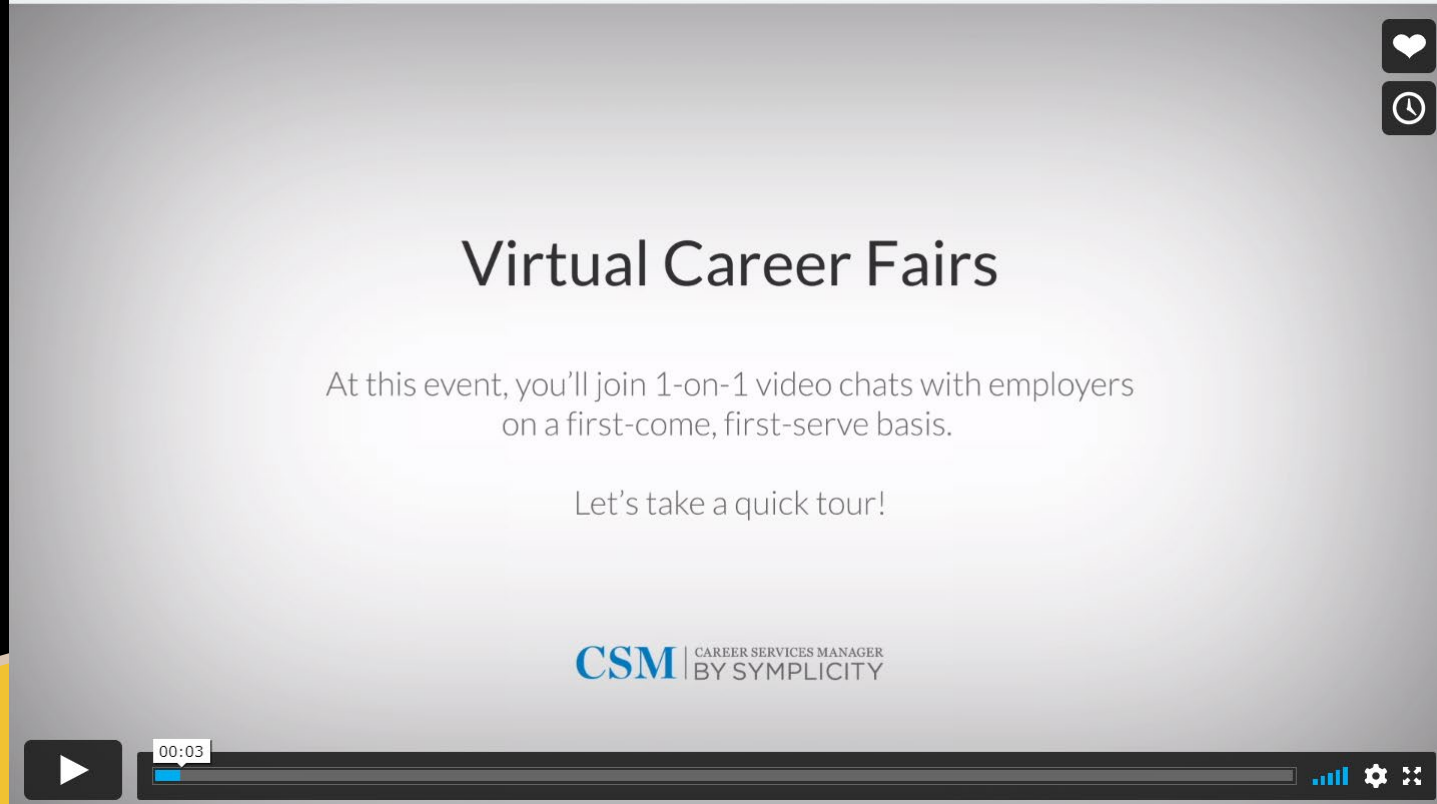 Virtual Career Fairs
At this event, you'll join 1-on-1 video chats with employers
on a first-come, first-serve basis.
Let's take a quick tour!
CSM
CAREER SERVICES MANAGER
BY SYMPLICITY
00:03